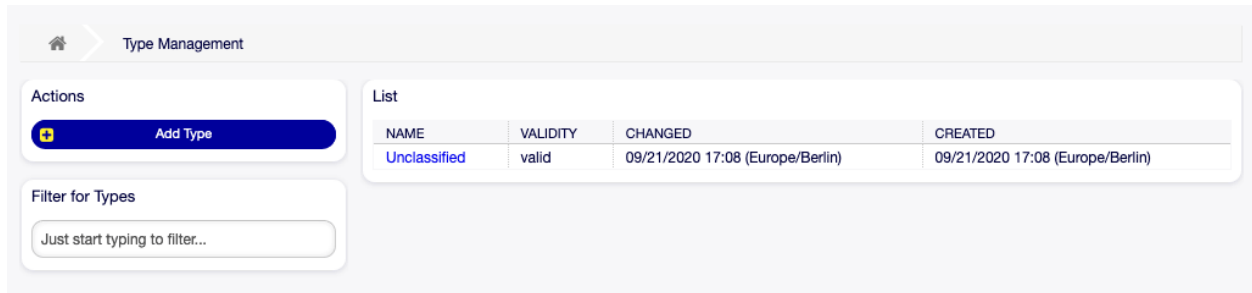 Type Management
Actions
Add Type
Filter for Types
Just start typing to filter...
List
NAME VALIDITY CHANGED CREATED
Unclassified valid 09/21/2020 17:08 (Europe/Berlin) 09/21/2020 17:08 (Europe/Berlin)